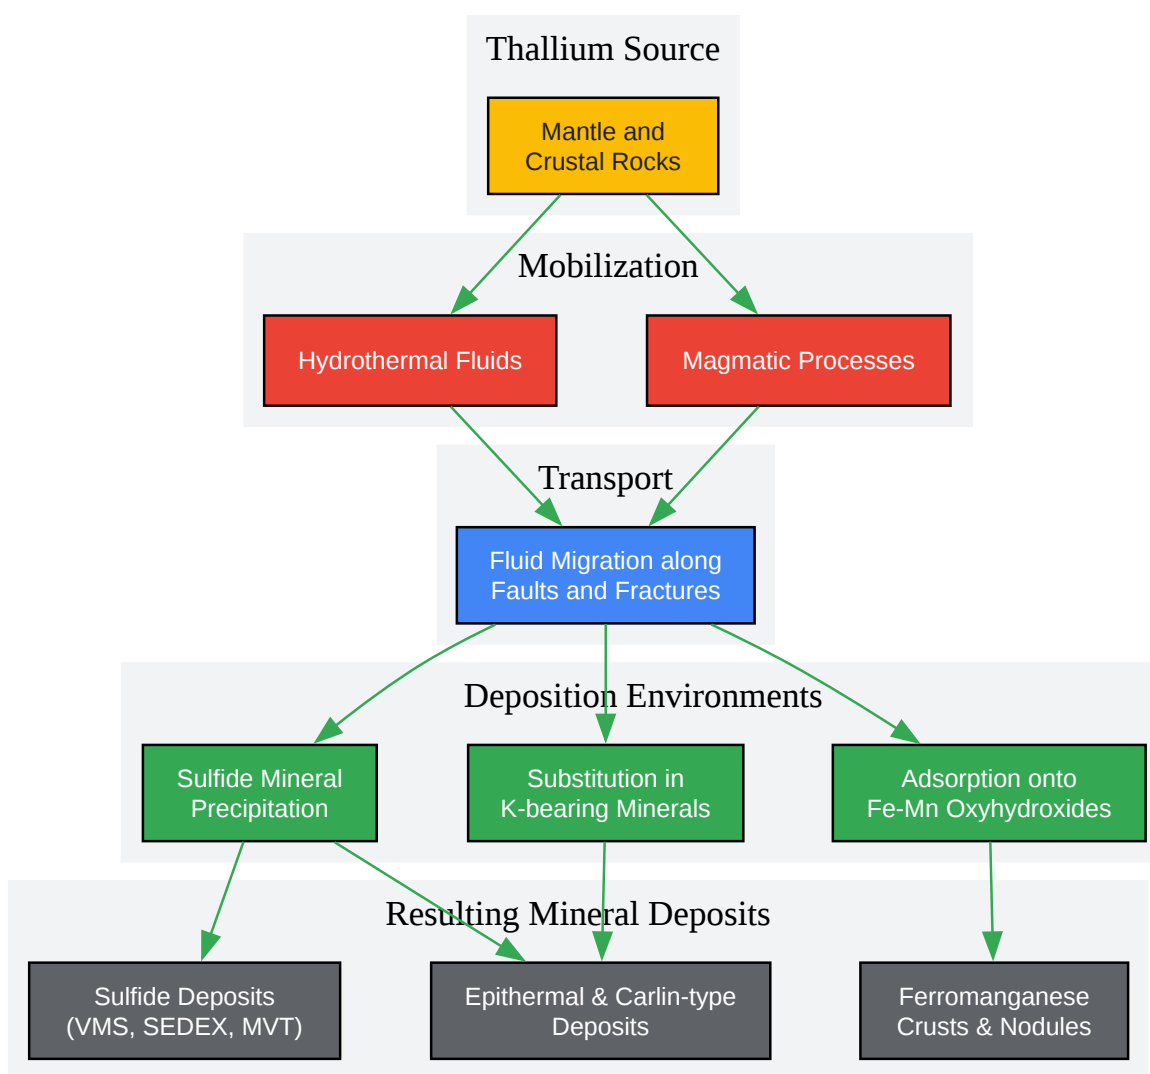 Thallium Source
Mantle and
Crustal Rocks
Mobilization
Hydrothermal Fluids
Magmatic Processes
Transport
Fluid Migration along
Faults and Fractures
Deposition Environments
Sulfide Mineral
Precipitation
Substitution in
K-bearing Minerals
Adsorption onto
Fe-Mn Oxyhydroxides
Resulting Mineral Deposits
Sulfide Deposits
(VMS, SEDEX, MVT)
Epithermal & Carlin-type
Deposits
Ferromanganese
Crusts & Nodules